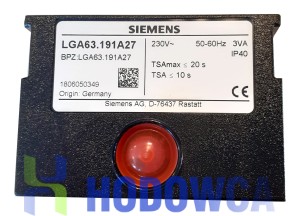 SIEMENS
LGA63.191A27
BPZ:LGA63.191A27
230V~ 50-60Hz 3VA
IP40
TSAmax ≤ 20 s
TSA ≤ 10 s
1806050349
Origin: Germany
Siemens AG, D-76437 Rastatt
HODOWCA